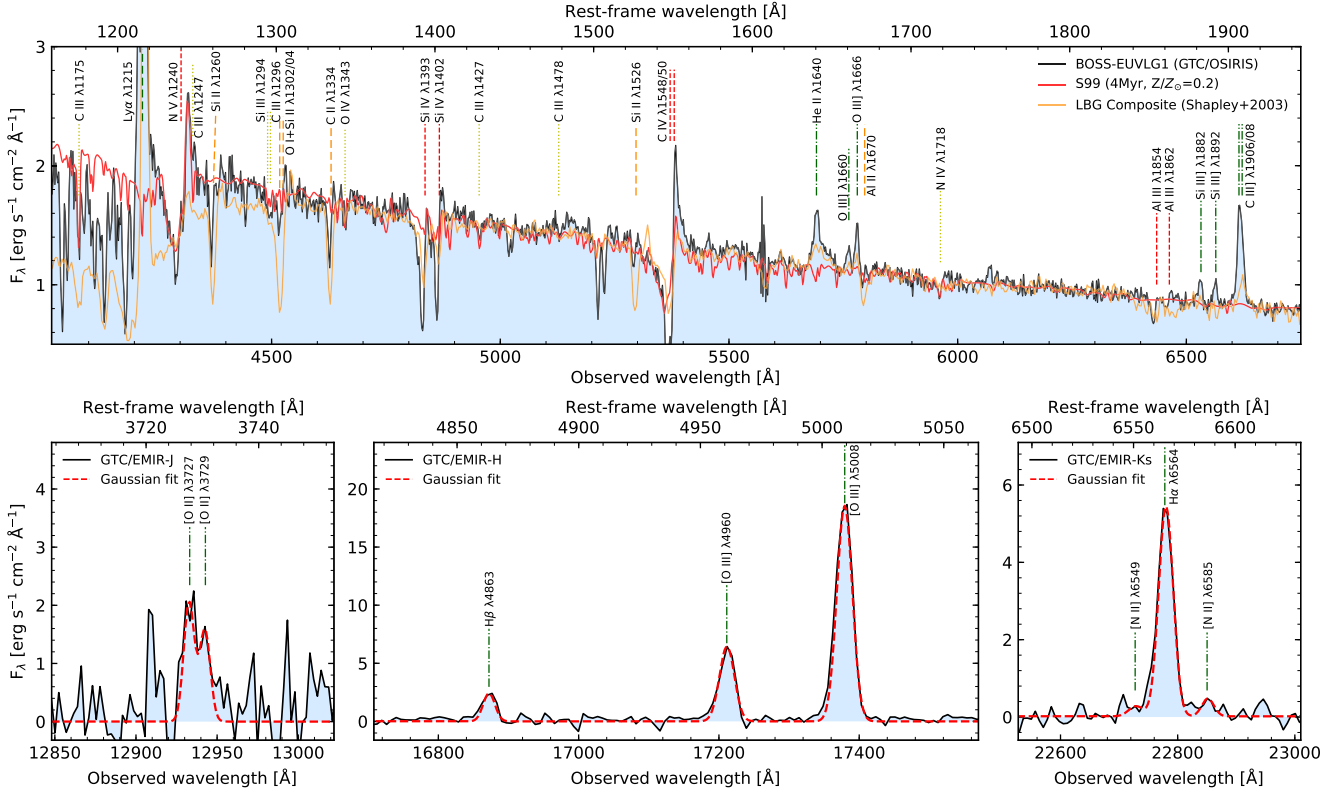 Rest-frame wavelength [Å]
1200 1300 1400 1500 1600 1700 1800 1900
3
2
1
F_λ [erg s⁻¹ cm⁻² Å⁻¹]
C III λ1175
Lyα λ1215
N V λ1240
C III λ1247
Si II λ1260
Si III λ1294
C III λ1296
O I+Si II λ1302/04
C II λ1334
O IV λ1343
Si IV λ1393
Si IV λ1402
C III λ1427
C III λ1478
Si II λ1526
C IV λ1548/50
He II λ1640
O III] λ1660
O III] λ1666
Al II λ1670
N IV λ1718
Al III λ1854
Al III λ1862
Si III] λ1882
Si III] λ1892
C III] λ1906/08
BOSS-EUVLG1 (GTC/OSIRIS)
S99 (4Myr, Z/Z⊙=0.2)
LBG Composite (Shapley+2003)
4500 5000 5500 6000 6500
Observed wavelength [Å]
Rest-frame wavelength [Å]
3720 3740
4
3
2
1
0
F_λ [erg s⁻¹ cm⁻² Å⁻¹]
GTC/EMIR-J
Gaussian fit
[O II] λ3727
[O II] λ3729
12850 12900 12950 13000
Observed wavelength [Å]
Rest-frame wavelength [Å]
4850 4900 4950 5000 5050
20
15
10
5
0
GTC/EMIR-H
Gaussian fit
Hβ λ4863
[O III] λ4960
[O III] λ5008
16800 17000 17200 17400
Observed wavelength [Å]
Rest-frame wavelength [Å]
6500 6550 6600
6
4
2
0
GTC/EMIR-Ks
Gaussian fit
[N II] λ6549
Hα λ6564
[N II] λ6585
22600 22800 23000
Observed wavelength [Å]